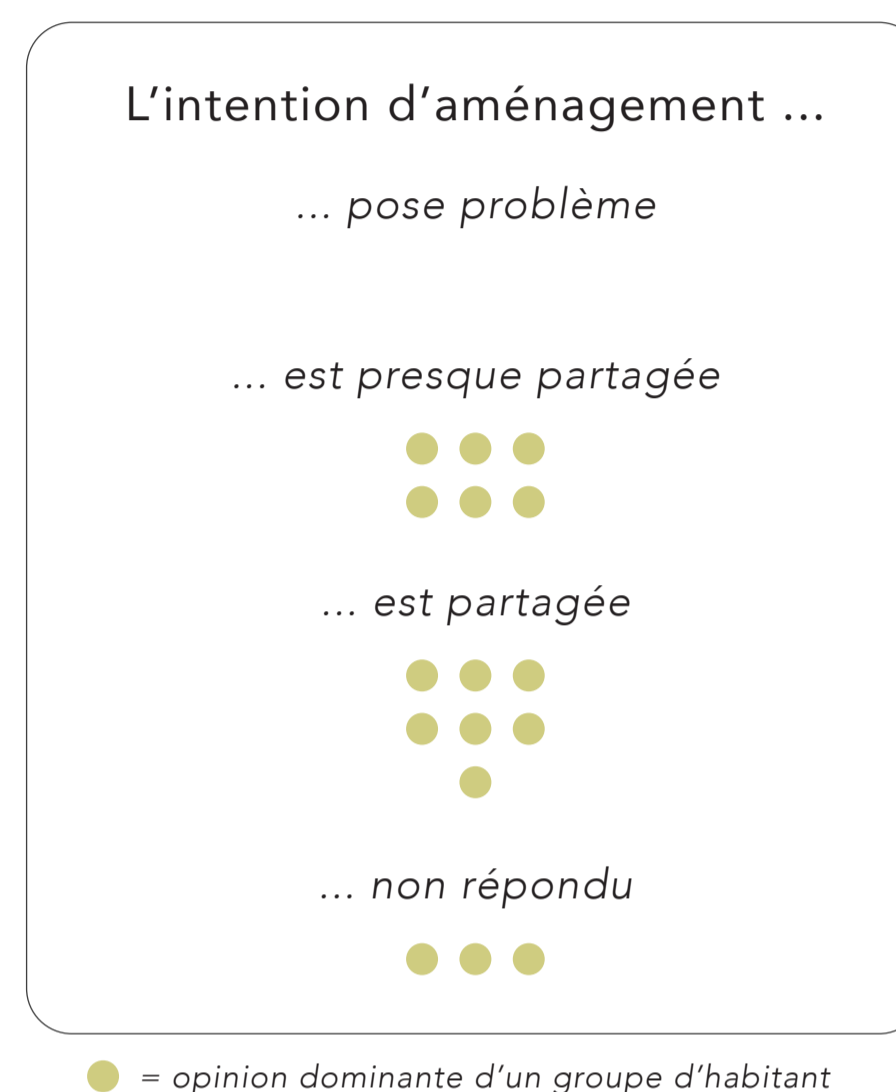 L’intention d’aménagement ...
... pose problème
... est presque partagée
... est partagée
... non répondu
= opinion dominante d’un groupe d’habitant